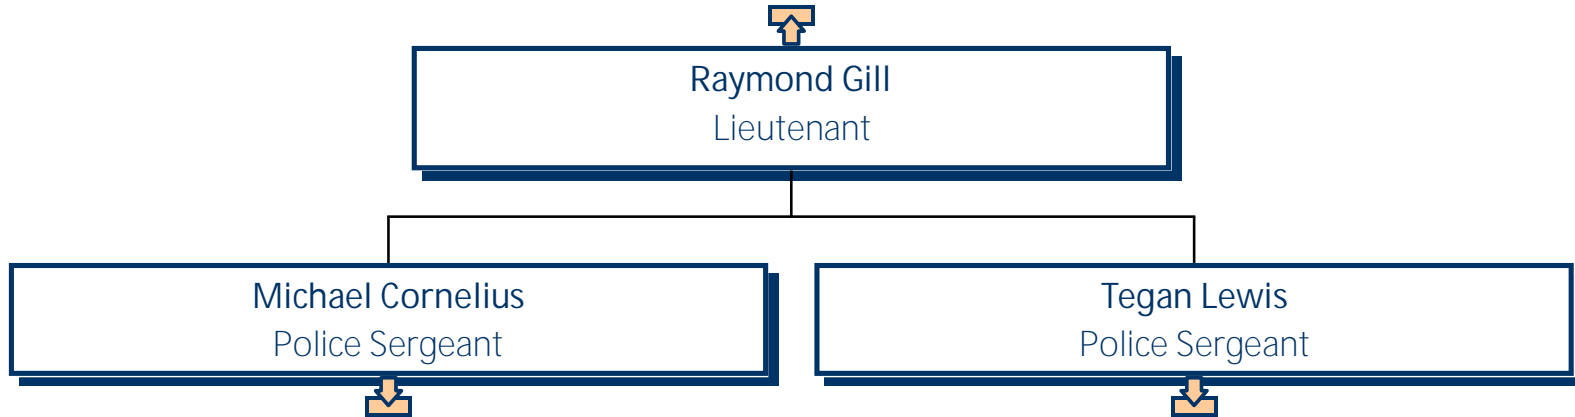 Raymond Gill
Lieutenant
Michael Cornelius
Police Sergeant
Tegan Lewis
Police Sergeant